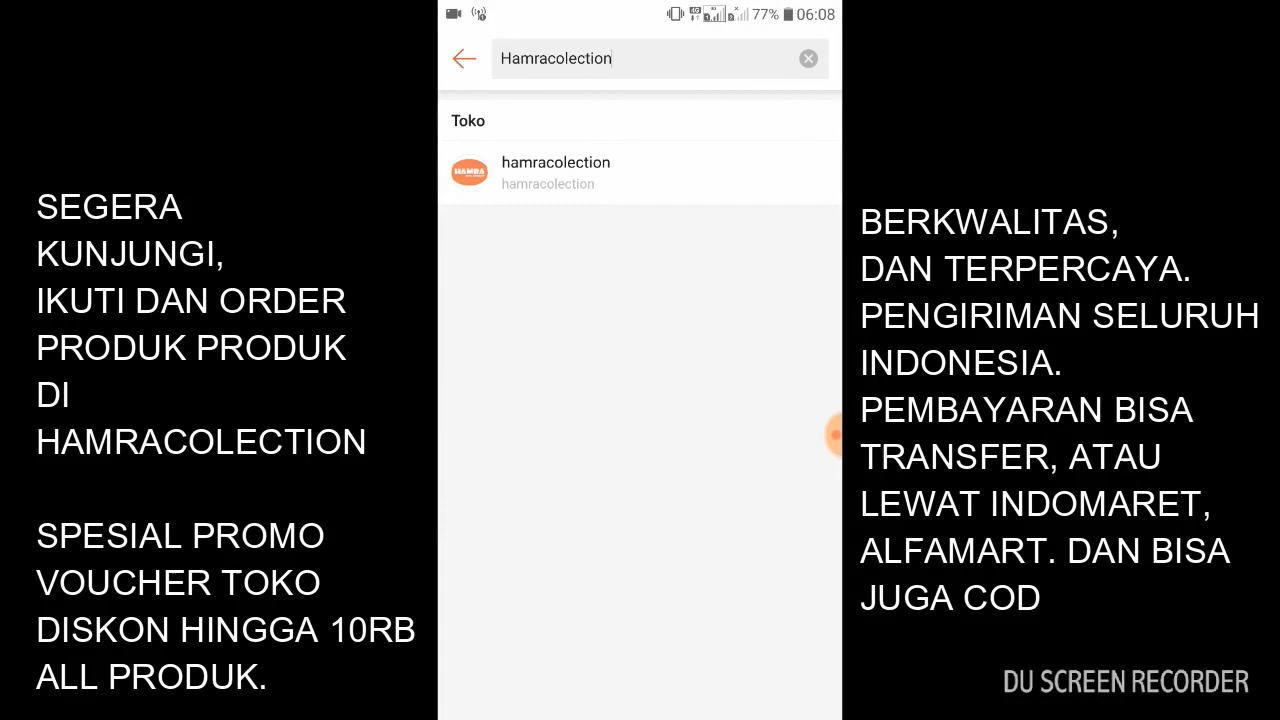 77% 06:08
Hamracolection
Toko
HAMRA
hamracolection
hamracolection
SEGERA
KUNJUNGI,
IKUTI DAN ORDER
PRODUK PRODUK
DI
HAMRACOLECTION
SPESIAL PROMO
VOUCHER TOKO
DISKON HINGGA 10RB
ALL PRODUK.
BERKWALITAS,
DAN TERPERCAYA.
PENGIRIMAN SELURUH
INDONESIA.
PEMBAYARAN BISA
TRANSFER, ATAU
LEWAT INDOMARET,
ALFAMART. DAN BISA
JUGA COD
DU SCREEN RECORDER